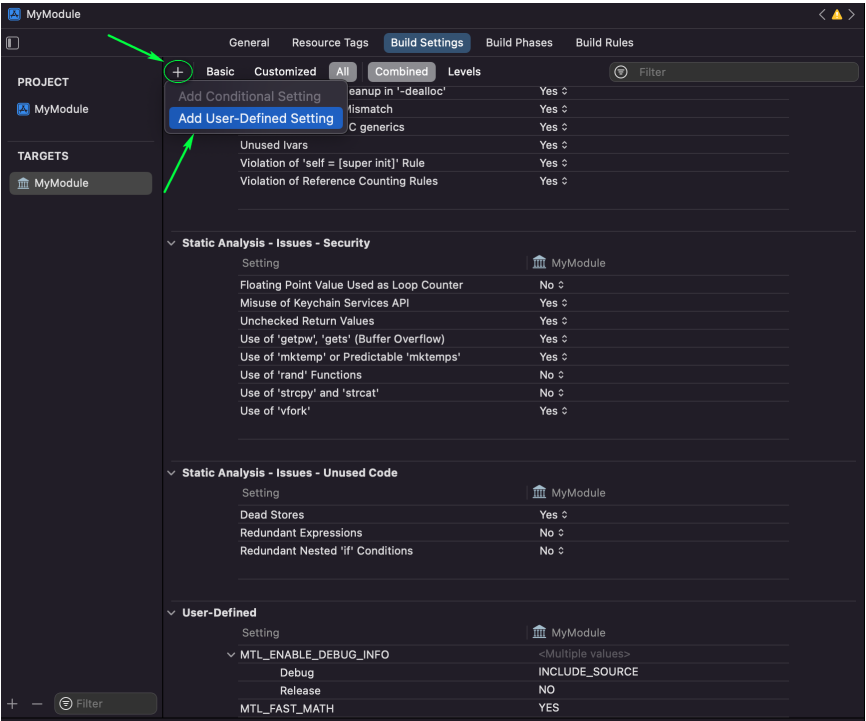 MyModule
General Resource Tags Build Settings Build Phases Build Rules
PROJECT
MyModule
TARGETS
MyModule
+ Basic Customized All Combined Levels Filter
Add Conditional Setting
Add User-Defined Setting
eanup in '-dealloc' Yes
Mismatch Yes
C generics Yes
Unused Ivars Yes
Violation of 'self = [super init]' Rule Yes
Violation of Reference Counting Rules Yes
Static Analysis - Issues - Security
Setting MyModule
Floating Point Value Used as Loop Counter No
Misuse of Keychain Services API Yes
Unchecked Return Values Yes
Use of 'getpw', 'gets' (Buffer Overflow) Yes
Use of 'mktemp' or Predictable 'mktemps' Yes
Use of 'rand' Functions No
Use of 'strcpy' and 'strcat' No
Use of 'vfork' Yes
Static Analysis - Issues - Unused Code
Setting MyModule
Dead Stores Yes
Redundant Expressions No
Redundant Nested 'if' Conditions No
User-Defined
Setting MyModule
MTL_ENABLE_DEBUG_INFO <Multiple values>
Debug INCLUDE_SOURCE
Release NO
MTL_FAST_MATH YES
+ − Filter